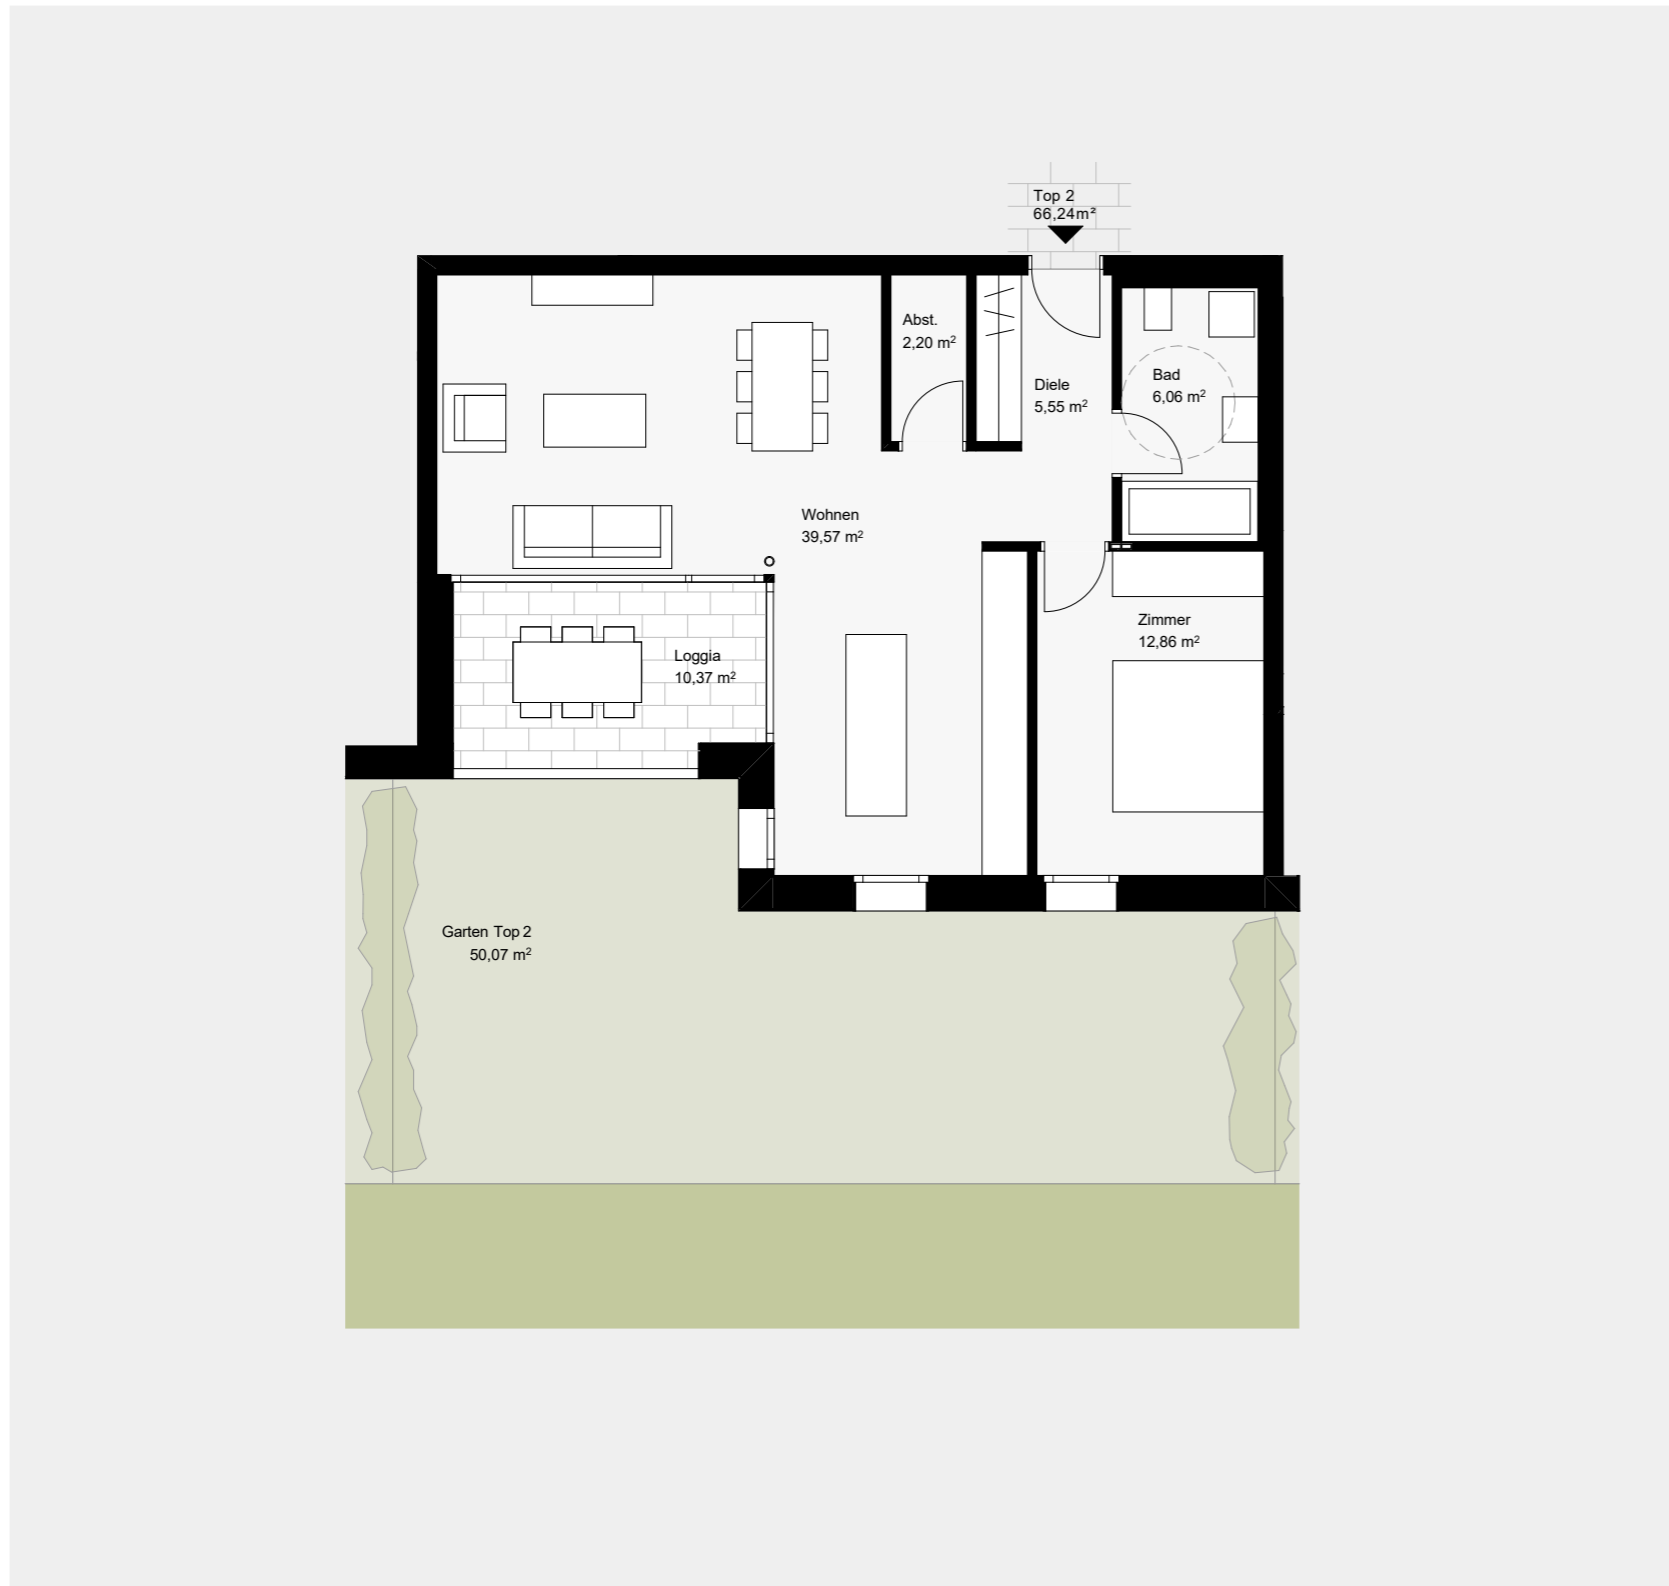 Top 2
66,24m²
Abst.
2,20 m²
Diele
5,55 m²
Bad
6,06 m²
Wohnen
39,57 m²
Zimmer
12,86 m²
Loggia
10,37 m²
Garten Top 2
50,07 m²